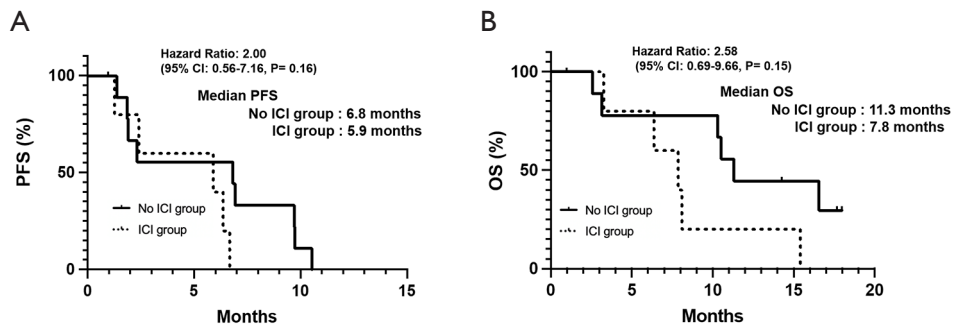 A
Hazard Ratio: 2.00
(95% CI: 0.56-7.16, P= 0.16)
Median PFS
No ICI group : 6.8 months
ICI group : 5.9 months
PFS (%)
100
50
0
No ICI group
ICI group
0 5 10 15
Months
B
Hazard Ratio: 2.58
(95% CI: 0.69-9.66, P= 0.15)
Median OS
No ICI group : 11.3 months
ICI group : 7.8 months
OS (%)
100
50
0
No ICI group
ICI group
0 5 10 15 20
Months